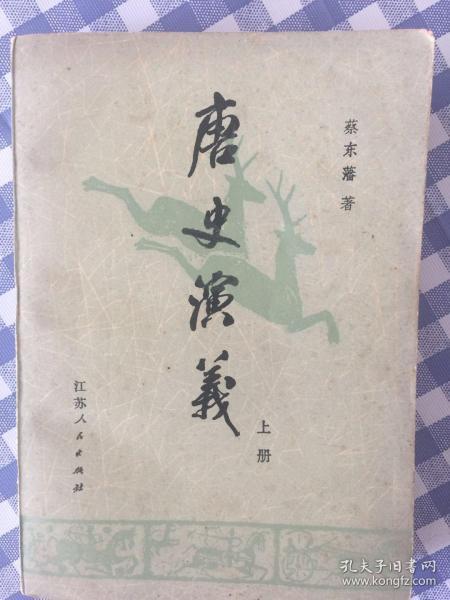 蔡东藩 著
唐史演義
上册
江苏人民出版社
孔夫子旧书网
www.kongfz.com